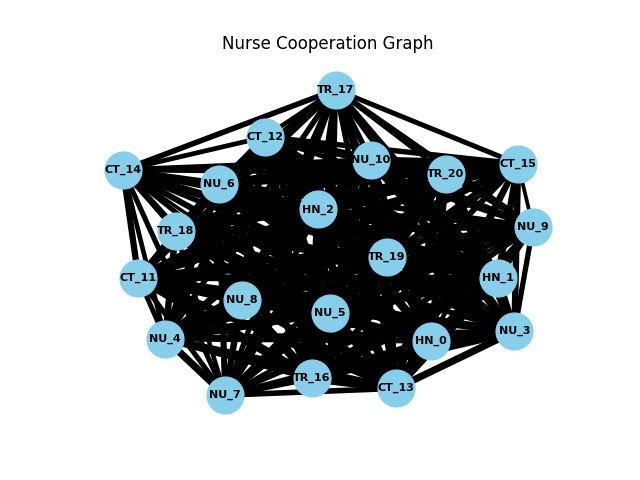 Nurse Cooperation Graph
TR_17
CT_12
NU_10
CT_15
CT_14
TR_20
NU_6
HN_2
NU_9
TR_18
TR_19
CT_11
HN_1
NU_8
NU_5
NU_3
NU_4
HN_0
TR_16
CT_13
NU_7